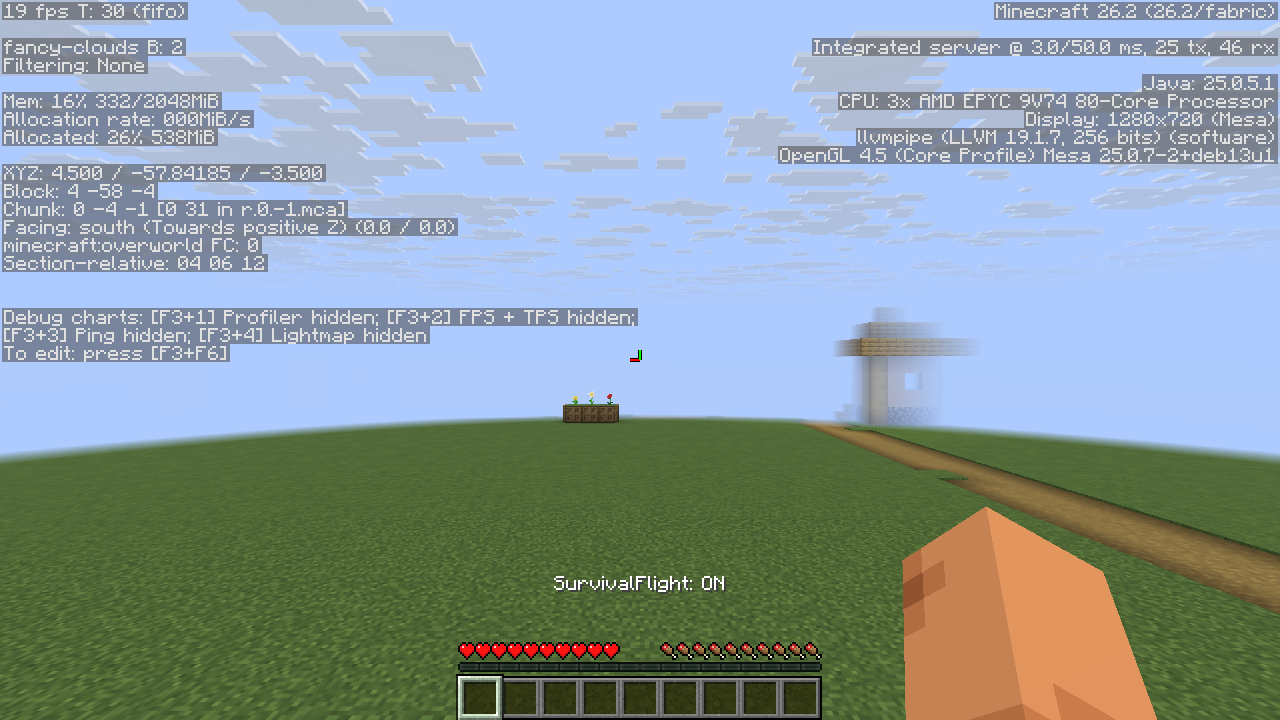 19 fps T: 30 (fifo)
fancy-clouds B: 2
Filtering: None
Mem: 16% 332/2048MiB
Allocation rate: 000MiB/s
Allocated: 26% 538MiB
XYZ: 4.500 / -57.84185 / -3.500
Block: 4 -58 -4
Chunk: 0 -4 -1 [0 31 in r.0.-1.mca]
Facing: south (Towards positive Z) (0.0 / 0.0)
minecraft:overworld FC: 0
Section-relative: 04 06 12
Debug charts: [F3+1] Profiler hidden; [F3+2] FPS + TPS hidden;
[F3+3] Ping hidden; [F3+4] Lightmap hidden
To edit: press [F3+F6]
Minecraft 26.2 (26.2/fabric)
Integrated server @ 3.0/50.0 ms, 25 tx, 46 rx
Java: 25.0.5.1
CPU: 3x AMD EPYC 9V74 80-Core Processor
Display: 1280x720 (Mesa)
llvmpipe (LLVM 19.1.7, 256 bits) (software)
OpenGL 4.5 (Core Profile) Mesa 25.0.7-2+deb13u1
SurvivalFlight: ON